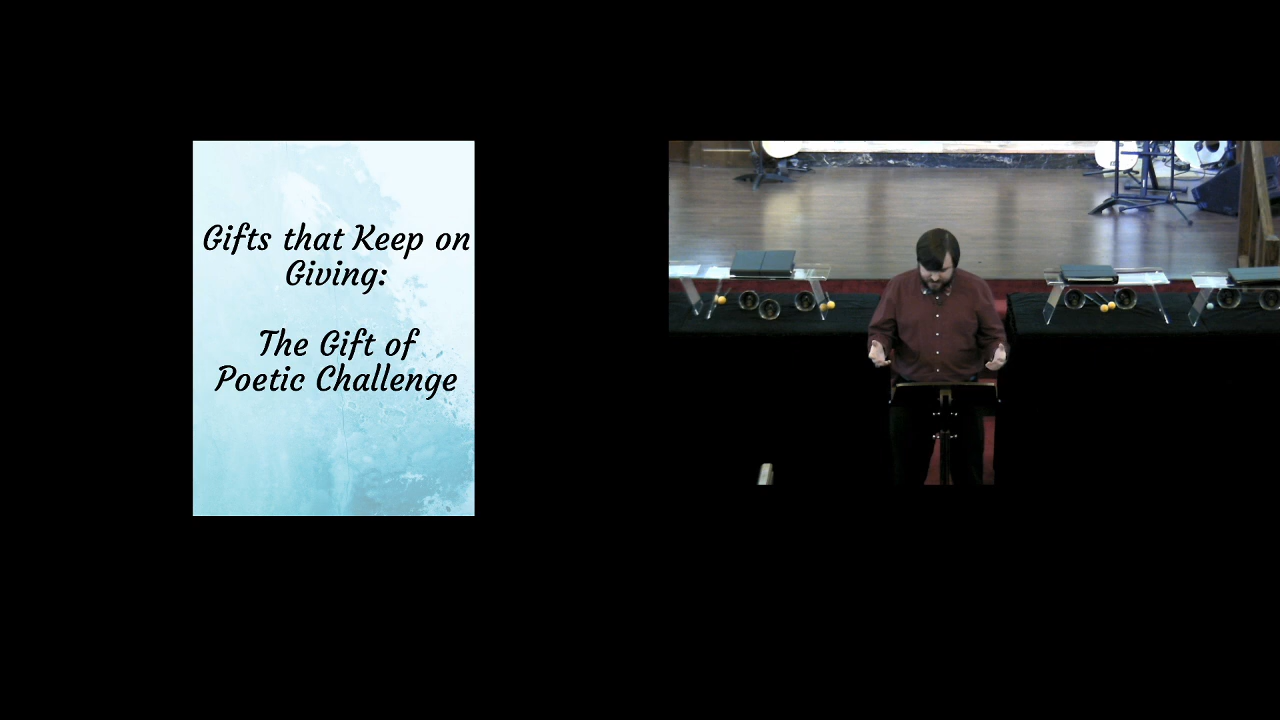 Gifts that Keep on
Giving:
The Gift of
Poetic Challenge